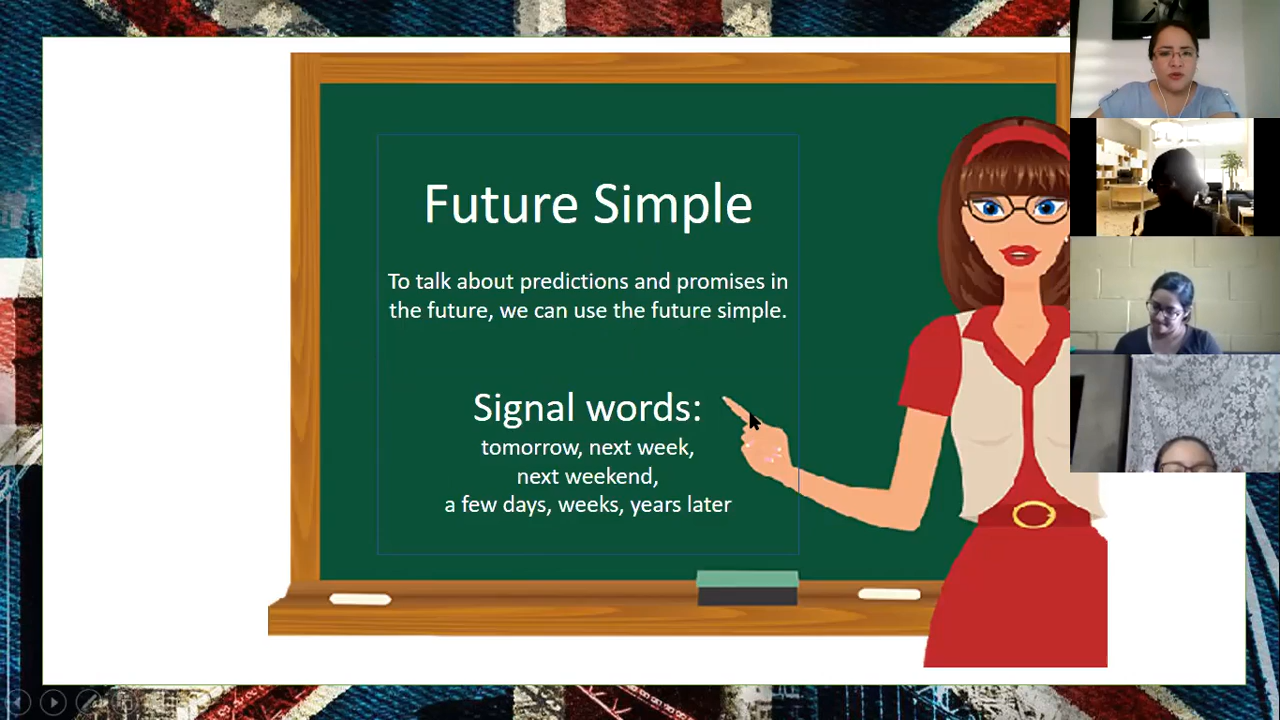 Future Simple
To talk about predictions and promises in
the future, we can use the future simple.
Signal words:
tomorrow, next week,
next weekend,
a few days, weeks, years later